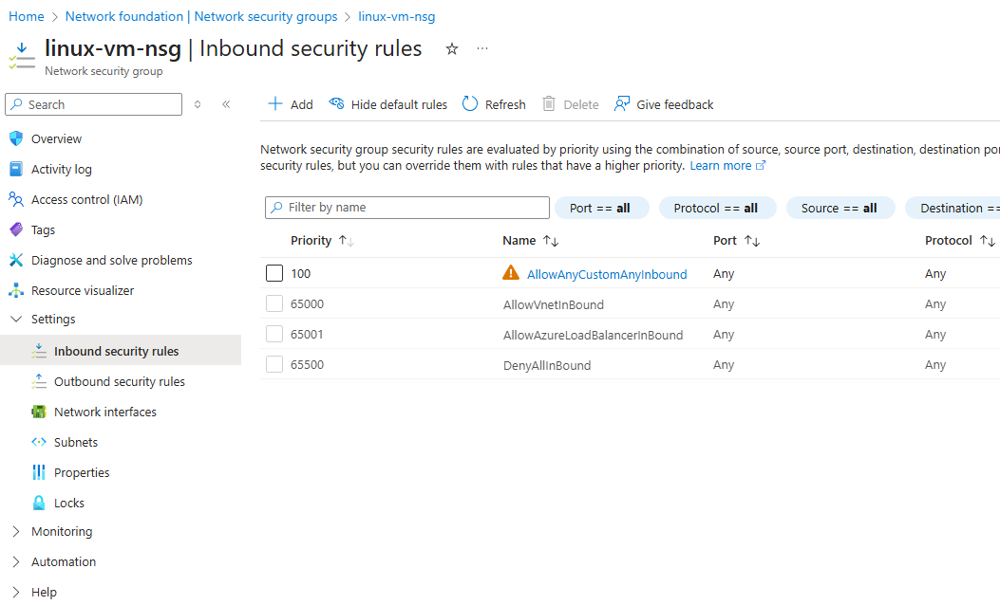 Home > Network foundation | Network security groups > linux-vm-nsg
linux-vm-nsg | Inbound security rules
Network security group
Search
Add Hide default rules Refresh Delete Give feedback
Overview
Activity log
Access control (IAM)
Tags
Diagnose and solve problems
Resource visualizer
Settings
Inbound security rules
Outbound security rules
Network interfaces
Subnets
Properties
Locks
Monitoring
Automation
Help
Network security group security rules are evaluated by priority using the combination of source, source port, destination, destination
security rules, but you can override them with rules that have a higher priority. Learn more
Filter by name Port == all Protocol == all Source == all Destination ==
Priority Name Port Protocol
100 AllowAnyCustomAnyInbound Any Any
65000 AllowVnetInBound Any Any
65001 AllowAzureLoadBalancerInBound Any Any
65500 DenyAllInBound Any Any